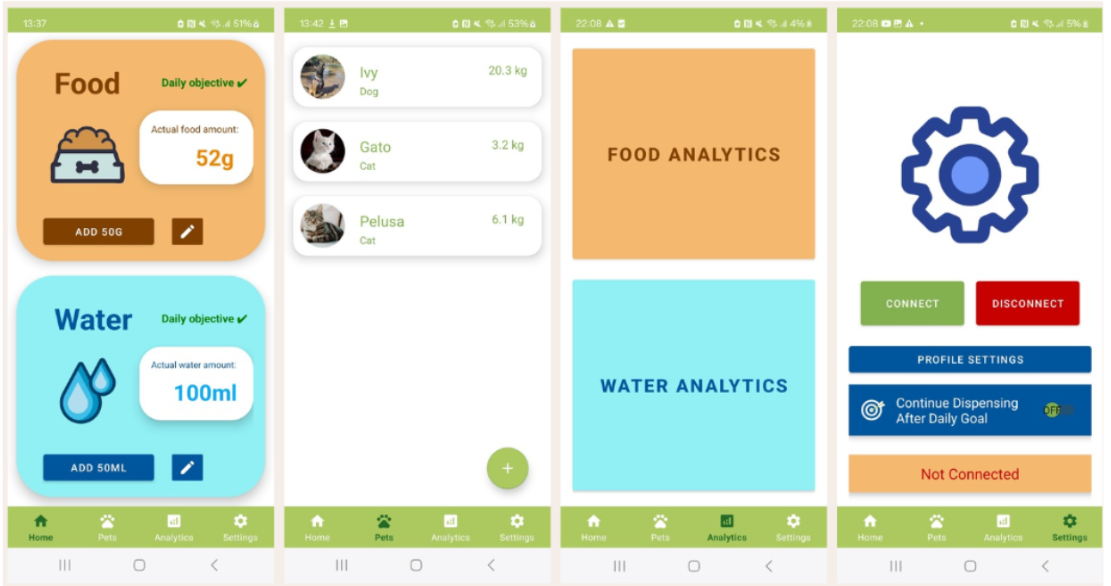 13:37
51%
Food
Daily objective ✔
Actual food amount:
52g
ADD 50G
Water
Daily objective ✔
Actual water amount:
100ml
ADD 50ML
Home
Pets
Analytics
Settings
13:42
53%
Ivy
20.3 kg
Dog
Gato
3.2 kg
Cat
Pelusa
6.1 kg
Cat
+
Home
Pets
Analytics
Settings
22:08
4%
FOOD ANALYTICS
WATER ANALYTICS
Home
Pets
Analytics
Settings
22:08
5%
CONNECT
DISCONNECT
PROFILE SETTINGS
Continue Dispensing
After Daily Goal
OFF
Not Connected
Home
Pets
Analytics
Settings